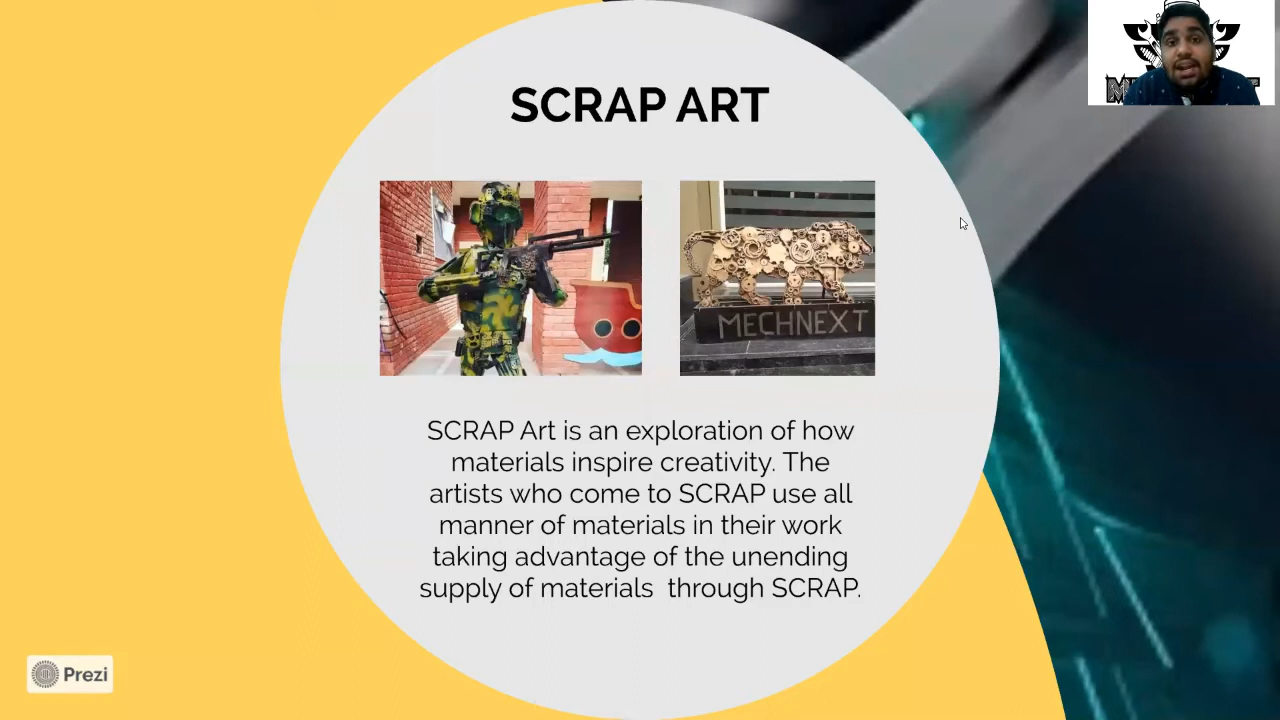 SCRAP ART
MECHNEXT
SCRAP Art is an exploration of how
materials inspire creativity. The
artists who come to SCRAP use all
manner of materials in their work
taking advantage of the unending
supply of materials  through SCRAP.
Prezi